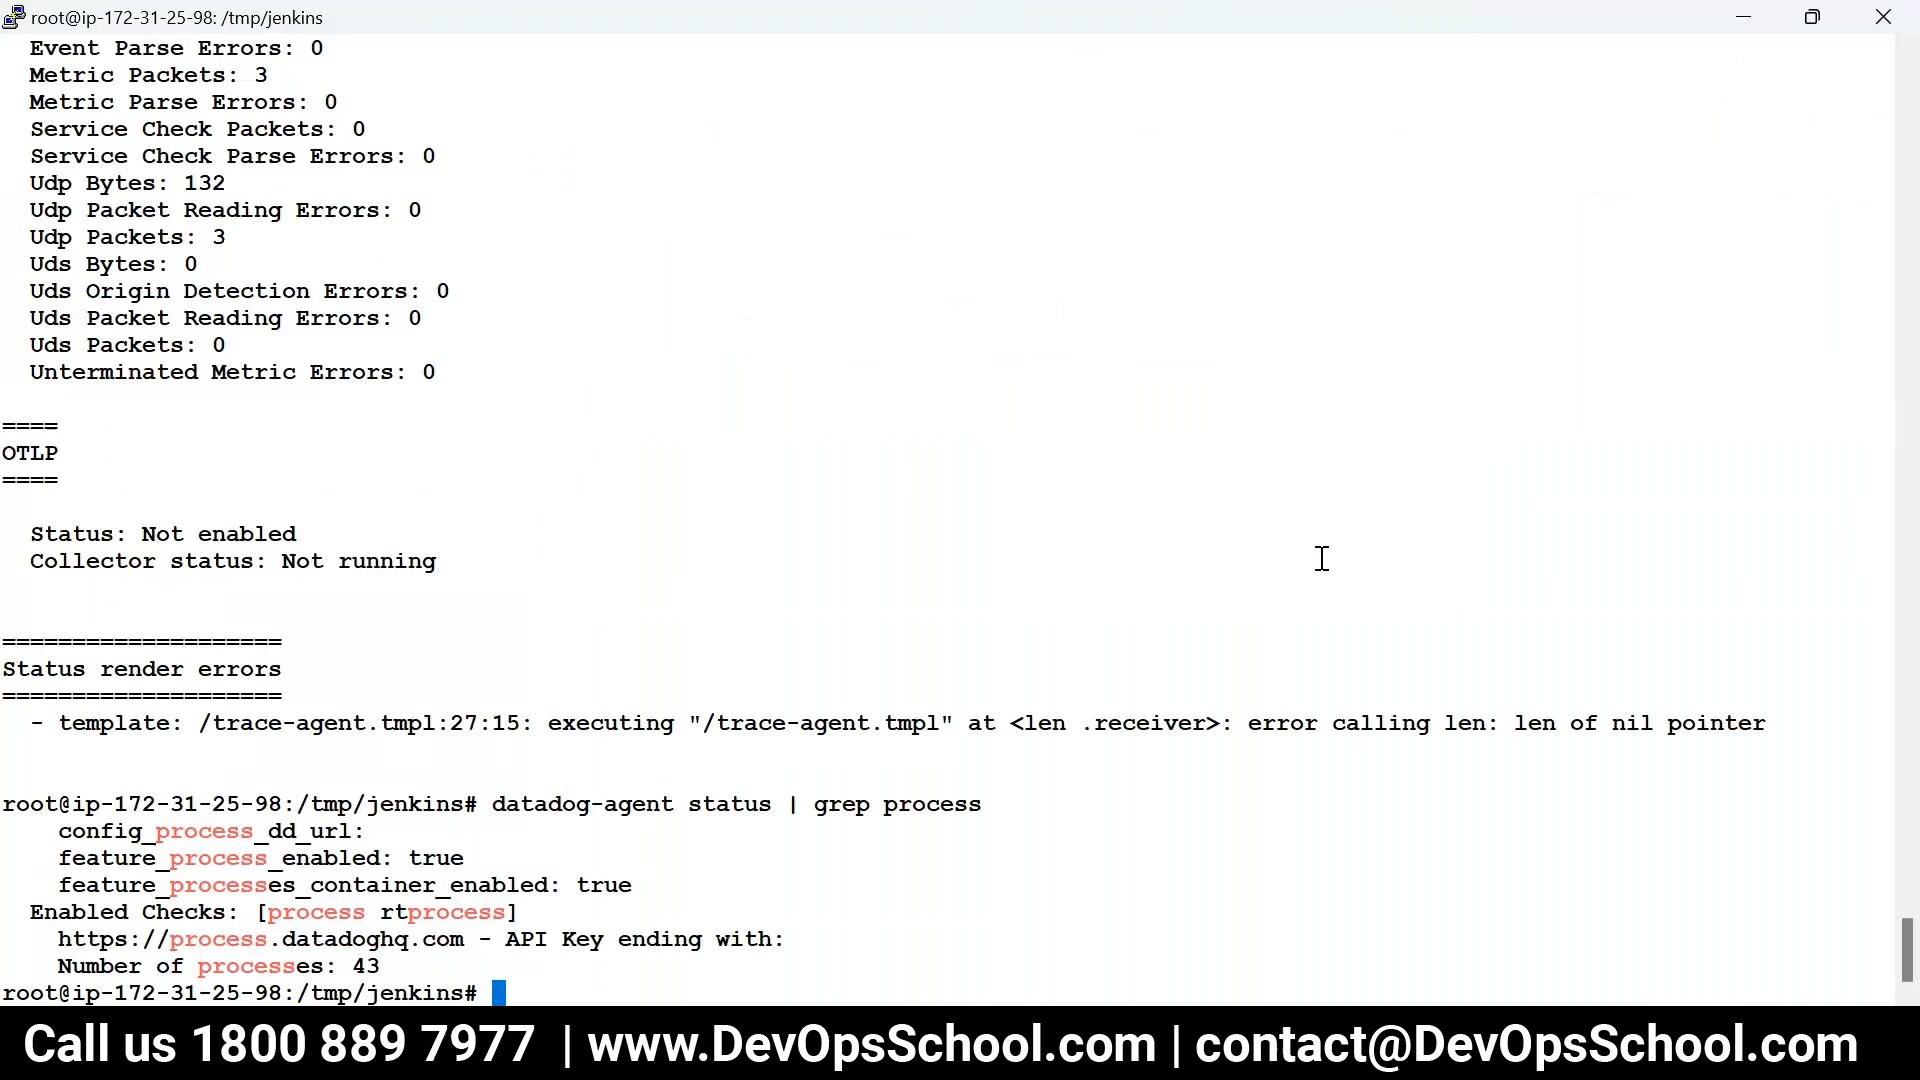 root@ip-172-31-25-98: /tmp/jenkins
Event Parse Errors: 0
Metric Packets: 3
Metric Parse Errors: 0
Service Check Packets: 0
Service Check Parse Errors: 0
Udp Bytes: 132
Udp Packet Reading Errors: 0
Udp Packets: 3
Uds Bytes: 0
Uds Origin Detection Errors: 0
Uds Packet Reading Errors: 0
Uds Packets: 0
Unterminated Metric Errors: 0
====
OTLP
====
Status: Not enabled
Collector status: Not running
====================
Status render errors
====================
- template: /trace-agent.tmpl:27:15: executing "/trace-agent.tmpl" at <len .receiver>: error calling len: len of nil pointer
root@ip-172-31-25-98:/tmp/jenkins# datadog-agent status | grep process
config_process_dd_url:
feature_process_enabled: true
feature_processes_container_enabled: true
Enabled Checks: [process rtprocess]
https://process.datadoghq.com - API Key ending with:
Number of processes: 43
root@ip-172-31-25-98:/tmp/jenkins#
Call us 1800 889 7977 | www.DevOpsSchool.com | contact@DevOpsSchool.com